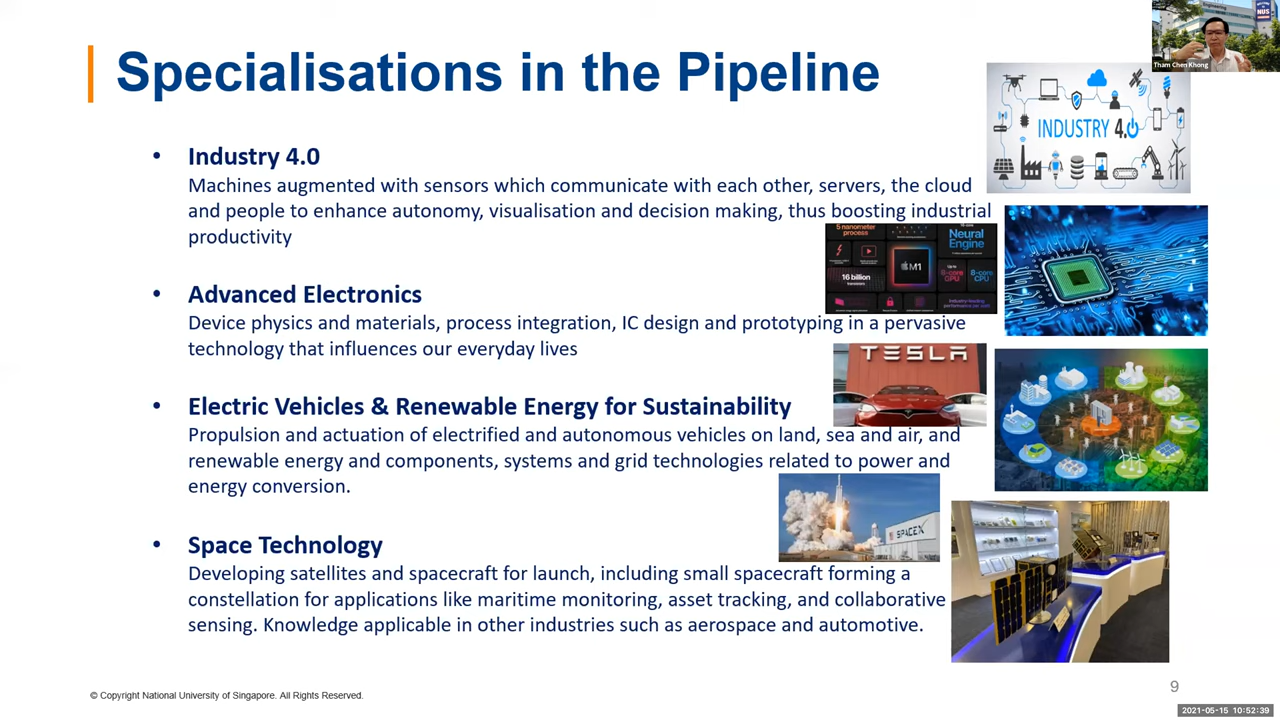 Specialisations in the Pipeline
Engineering
NUS
Tham Chen Khong
INDUSTRY 4.0
• Industry 4.0
Machines augmented with sensors which communicate with each other, servers, the cloud
and people to enhance autonomy, visualisation and decision making, thus boosting industrial
productivity
5 nanometer
process
Neural
Engine
M1
16 billion
Up to
8-core
GPU
8-core
CPU
• Advanced Electronics
Device physics and materials, process integration, IC design and prototyping in a pervasive
technology that influences our everyday lives
TESLA
• Electric Vehicles & Renewable Energy for Sustainability
Propulsion and actuation of electrified and autonomous vehicles on land, sea and air, and
renewable energy and components, systems and grid technologies related to power and
energy conversion.
SPACEX
• Space Technology
Developing satellites and spacecraft for launch, including small spacecraft forming a
constellation for applications like maritime monitoring, asset tracking, and collaborative
sensing. Knowledge applicable in other industries such as aerospace and automotive.
© Copyright National University of Singapore. All Rights Reserved.
9
2021-05-15 10:52:39